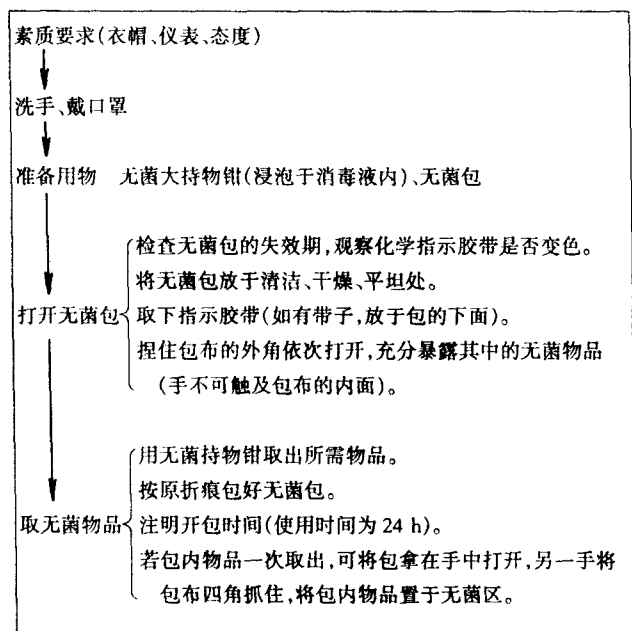 素质要求(衣帽、仪表、态度)
洗手、戴口罩
准备用物 无菌大持物钳(浸泡于消毒液内)、无菌包
打开无菌包
检查无菌包的失效期,观察化学指示胶带是否变色。
将无菌包放于清洁、干燥、平坦处。
取下指示胶带(如有带子,放于包的下面)。
捏住包布的外角依次打开,充分暴露其中的无菌物品
(手不可触及包布的内面)。
取无菌物品
用无菌持物钳取出所需物品。
按原折痕包好无菌包。
注明开包时间(使用时间为 24 h)。
若包内物品一次取出,可将包拿在手中打开,另一手将
包布四角抓住,将包内物品置于无菌区。